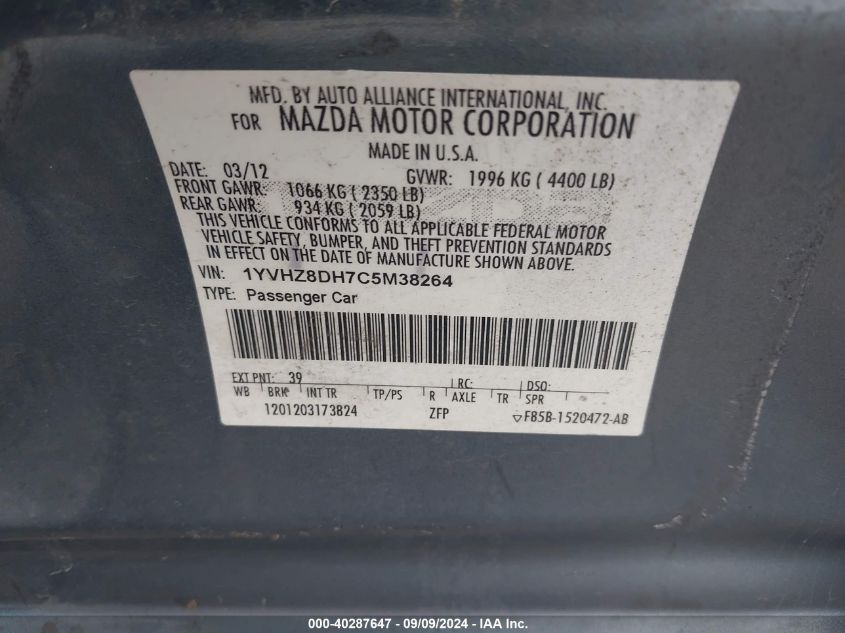 MFD. BY AUTO ALLIANCE INTERNATIONAL, INC.
FOR MAZDA MOTOR CORPORATION
MADE IN U.S.A.
DATE: 03/12 GVWR: 1996 KG ( 4400 LB)
FRONT GAWR: 1066 KG ( 2350 LB)
REAR GAWR: 934 KG ( 2059 LB)
THIS VEHICLE CONFORMS TO ALL APPLICABLE FEDERAL MOTOR
VEHICLE SAFETY, BUMPER, AND THEFT PREVENTION STANDARDS
IN EFFECT ON THE DATE OF MANUFACTURE SHOWN ABOVE.
VIN: 1YVHZ8DH7C5M38264
TYPE: Passenger Car
EXT PNT: 39 RC: DSO:
WB BRK INT TR TP/PS R AXLE TR SPR
1201203173824 ZFP ▽FB5B-1520472-AB
000-40287647 - 09/09/2024 - IAA Inc.